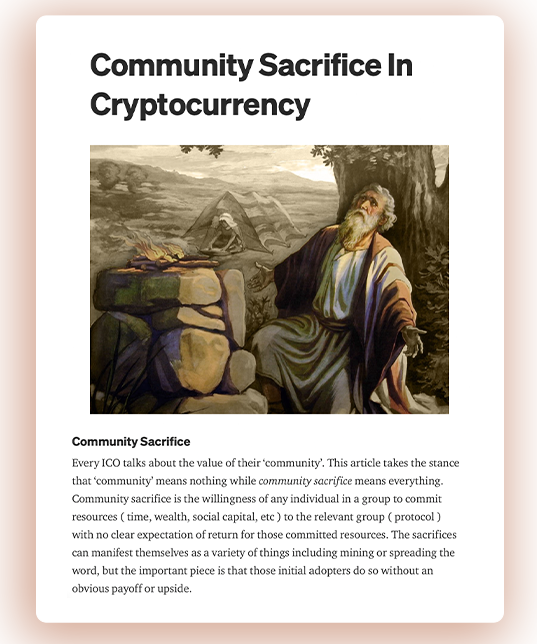 Community Sacrifice In
Cryptocurrency
Community Sacrifice
Every ICO talks about the value of their ‘community’. This article takes the stance
that ‘community’ means nothing while community sacrifice means everything.
Community sacrifice is the willingness of any individual in a group to commit
resources ( time, wealth, social capital, etc ) to the relevant group ( protocol )
with no clear expectation of return for those committed resources. The sacrifices
can manifest themselves as a variety of things including mining or spreading the
word, but the important piece is that those initial adopters do so without an
obvious payoff or upside.